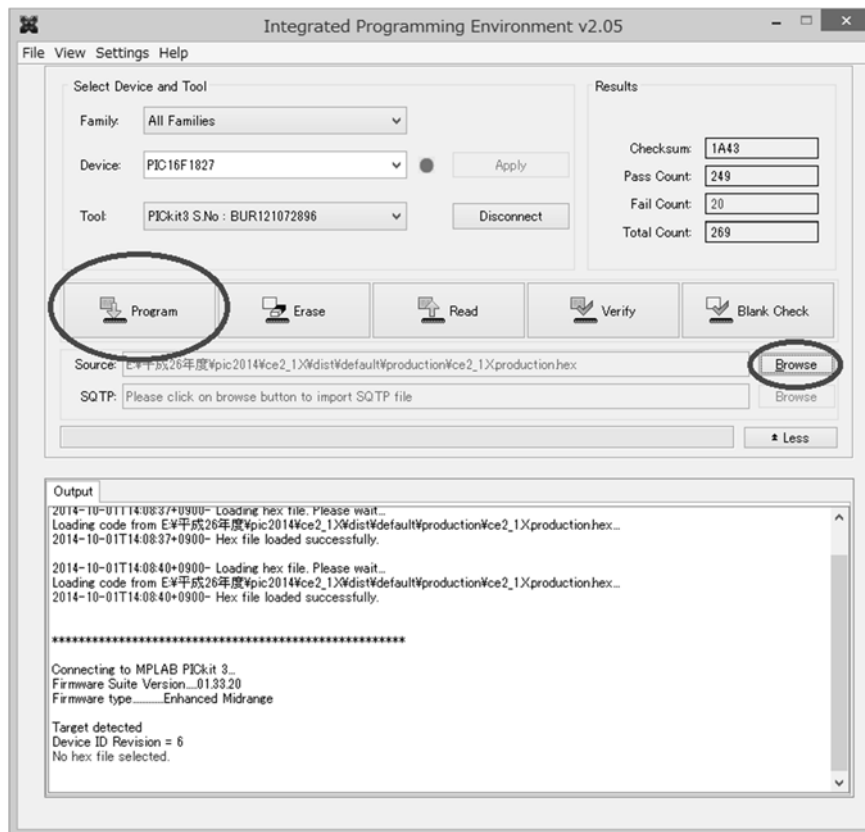 Integrated Programming Environment v2.05
File View Settings Help
Select Device and Tool
Family: All Families
Device: PIC16F1827 Apply
Tool: PICkit3 S.No : BUR121072896 Disconnect
Results
Checksum: 1A43
Pass Count: 249
Fail Count: 20
Total Count: 269
Program Erase Read Verify Blank Check
Source: E:¥平成26年度¥pic2014¥ce2_1X¥dist¥default¥production¥ce2_1X.production.hex Browse
SQTP: Please click on browse button to import SQTP file Browse
Less
Output
2014-10-01T14:08:37+0900- Loading hex file. Please wait...
Loading code from E:¥平成26年度¥pic2014¥ce2_1X¥dist¥default¥production¥ce2_1X.production.hex...
2014-10-01T14:08:37+0900- Hex file loaded successfully.
2014-10-01T14:08:40+0900- Loading hex file. Please wait...
Loading code from E:¥平成26年度¥pic2014¥ce2_1X¥dist¥default¥production¥ce2_1X.production.hex...
2014-10-01T14:08:40+0900- Hex file loaded successfully.
*****************************************************
Connecting to MPLAB PICkit 3...
Firmware Suite Version.....01.33.20
Firmware type..............Enhanced Midrange
Target detected
Device ID Revision = 6
No hex file selected.